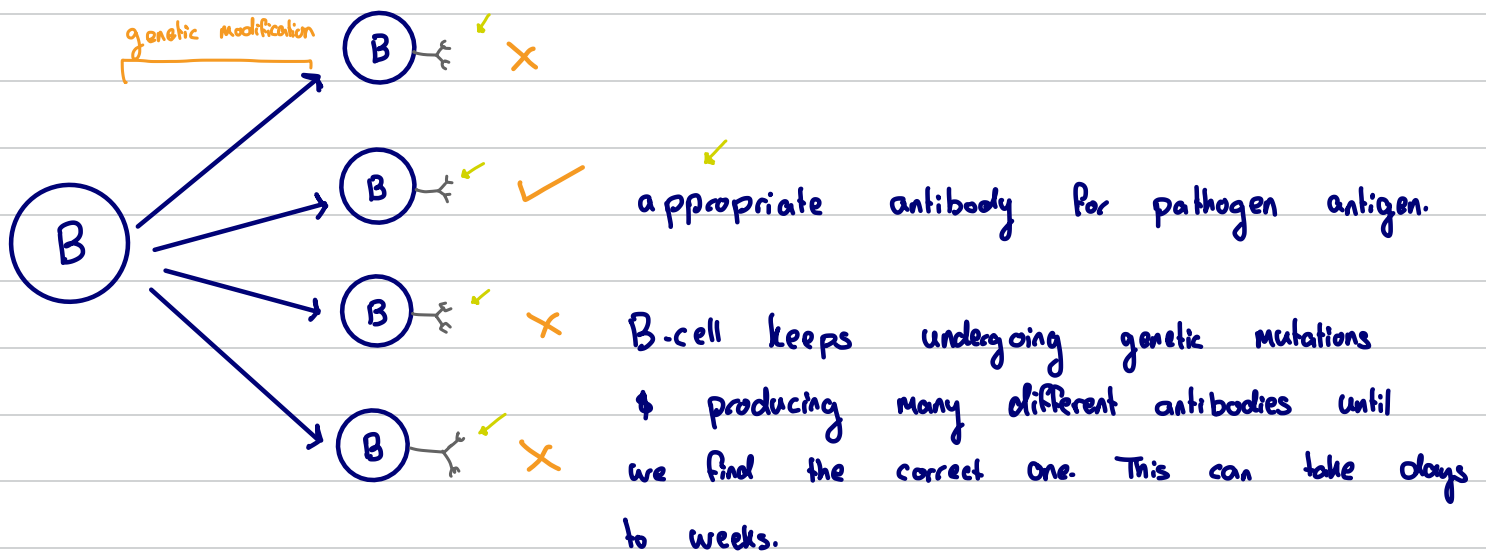 genetic modification
B
B
appropriate antibody for pathogen antigen.
B
B
B-cell keeps undergoing genetic mutations
& producing many different antibodies until
we find the correct one. This can take days
to weeks.
B